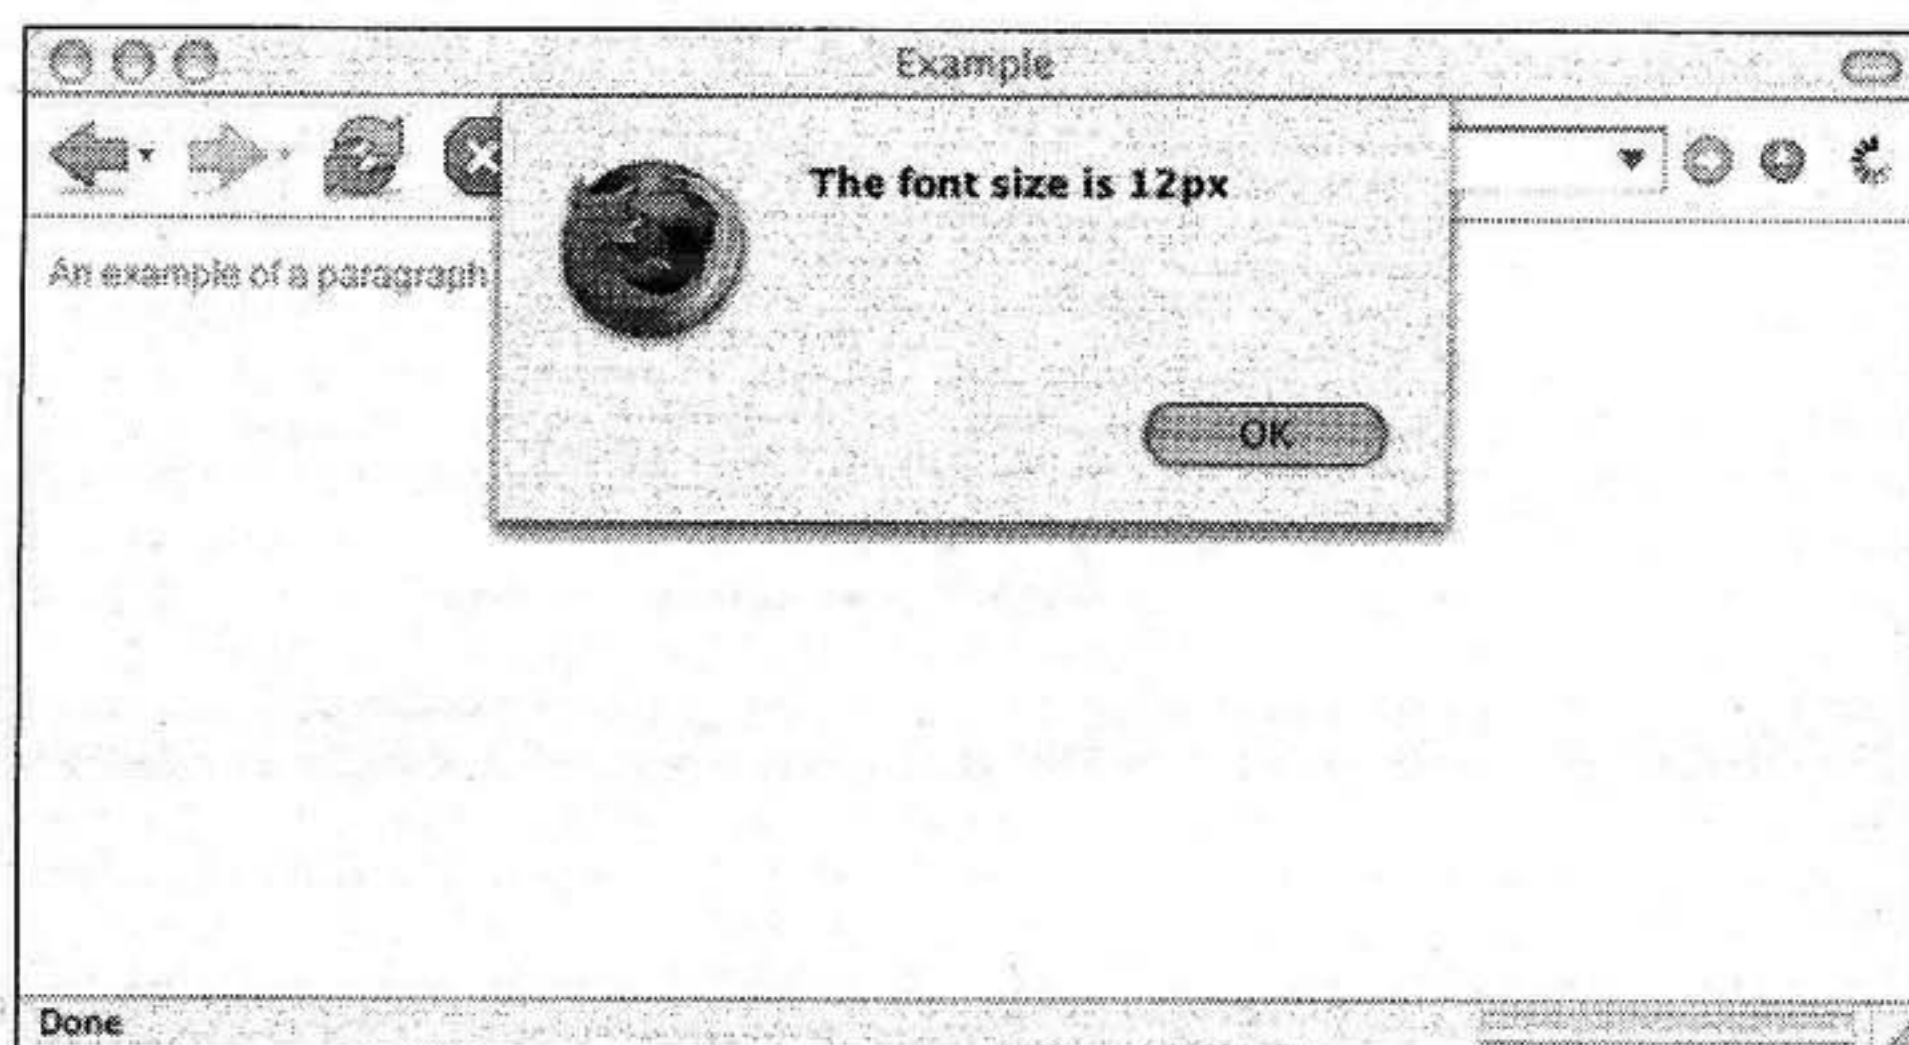 Example
The font size is 12px
An example of a paragraph
OK
Done